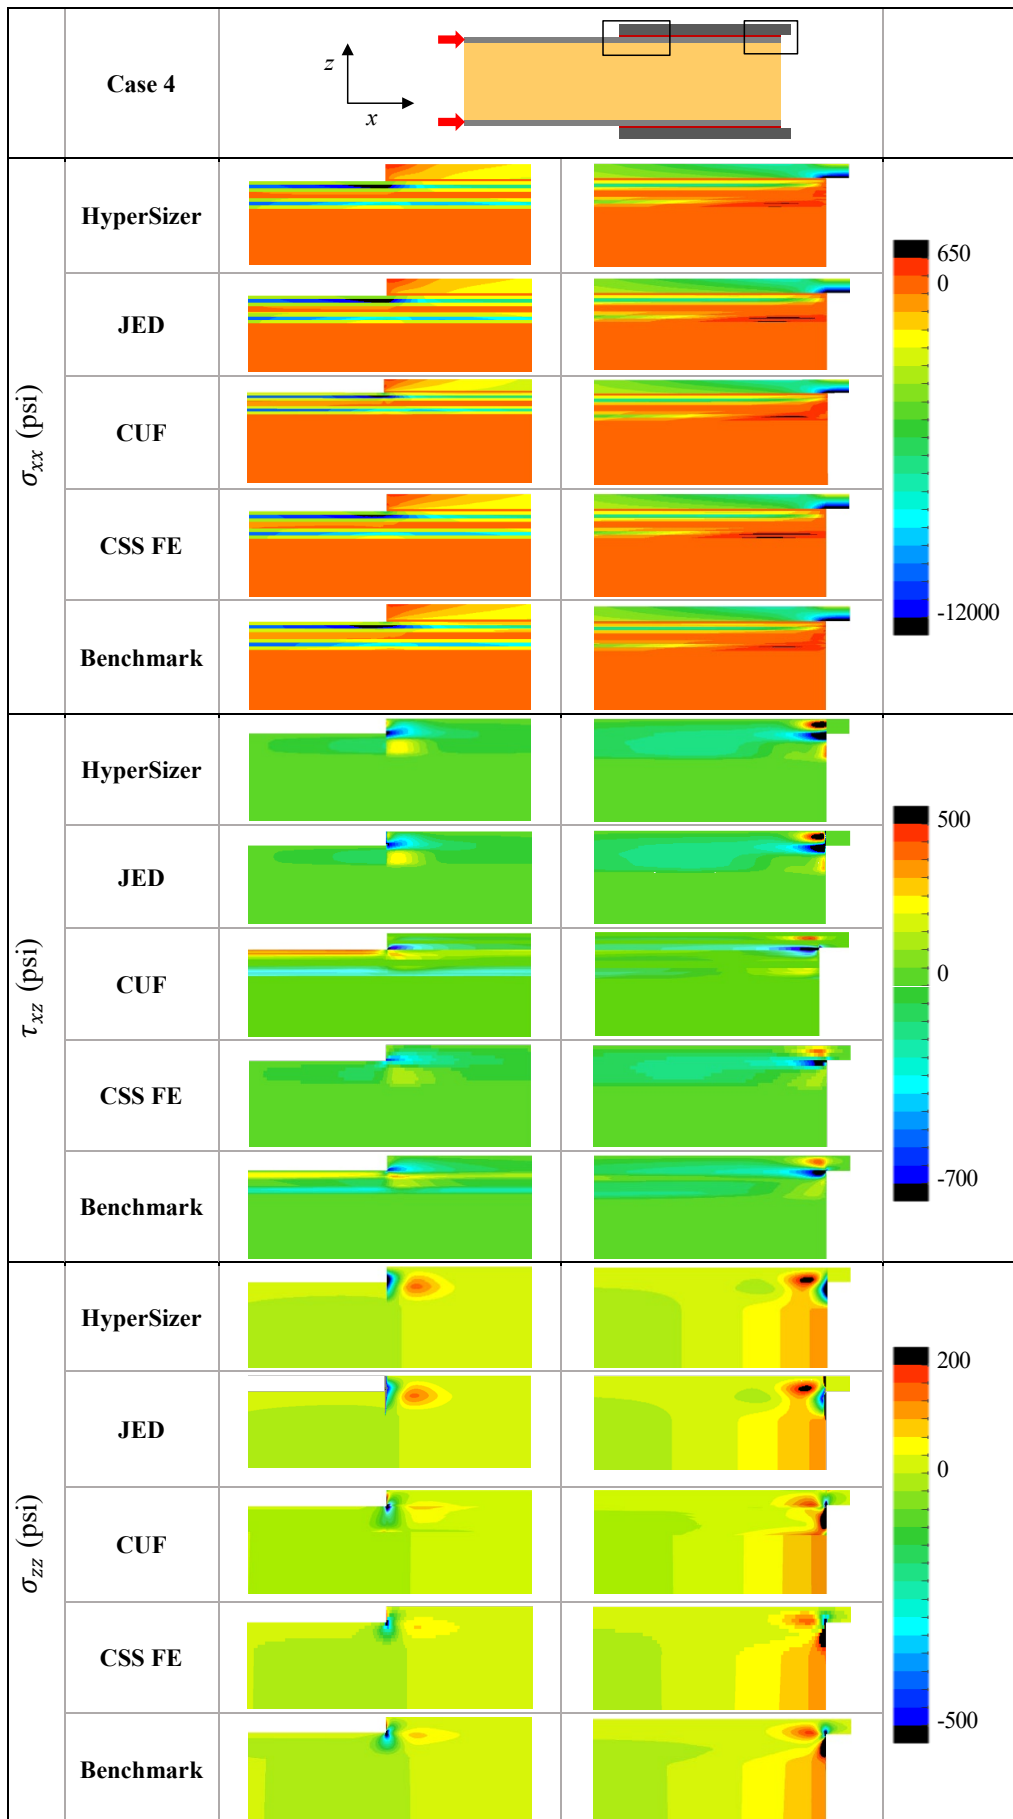 Case 4
z
x
σxx (psi)
HyperSizer
JED
CUF
CSS FE
Benchmark
650
0
-12000
τxz (psi)
HyperSizer
JED
CUF
CSS FE
Benchmark
500
0
-700
σzz (psi)
HyperSizer
JED
CUF
CSS FE
Benchmark
200
0
-500